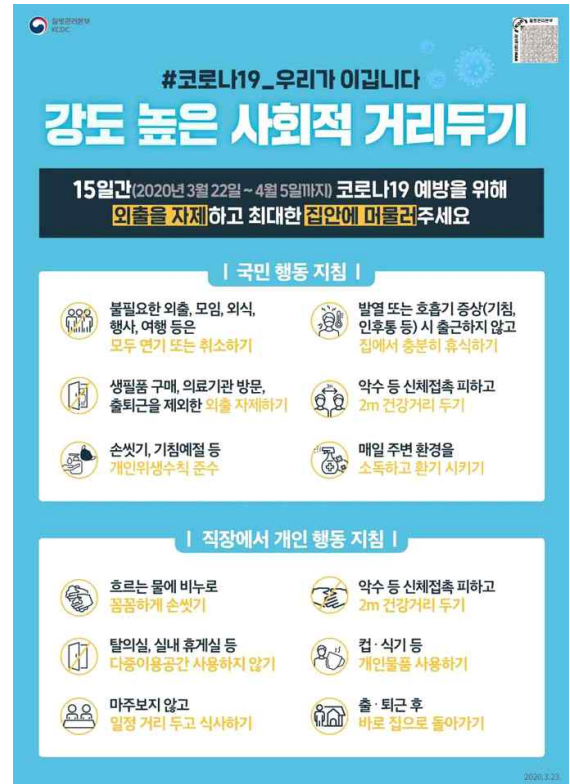 질병관리본부
KCDC
#코로나19_우리가 이깁니다
강도 높은 사회적 거리두기
15일간(2020년 3월 22일 ~ 4월 5일까지) 코로나19 예방을 위해
외출을 자제하고 최대한 집안에 머물러주세요
| 국민 행동 지침 |
불필요한 외출, 모임, 외식,
행사, 여행 등은
모두 연기 또는 취소하기
발열 또는 호흡기 증상(기침,
인후통 등) 시 출근하지 않고
집에서 충분히 휴식하기
생필품 구매, 의료기관 방문,
출퇴근을 제외한 외출 자제하기
악수 등 신체접촉 피하고
2m 건강거리 두기
손씻기, 기침예절 등
개인위생수칙 준수
매일 주변 환경을
소독하고 환기 시키기
| 직장에서 개인 행동 지침 |
흐르는 물에 비누로
꼼꼼하게 손씻기
악수 등 신체접촉 피하고
2m 건강거리 두기
탈의실, 실내 휴게실 등
다중이용공간 사용하지 않기
컵 · 식기 등
개인물품 사용하기
마주보지 않고
일정 거리 두고 식사하기
출 · 퇴근 후
바로 집으로 돌아가기
2020.3.23.